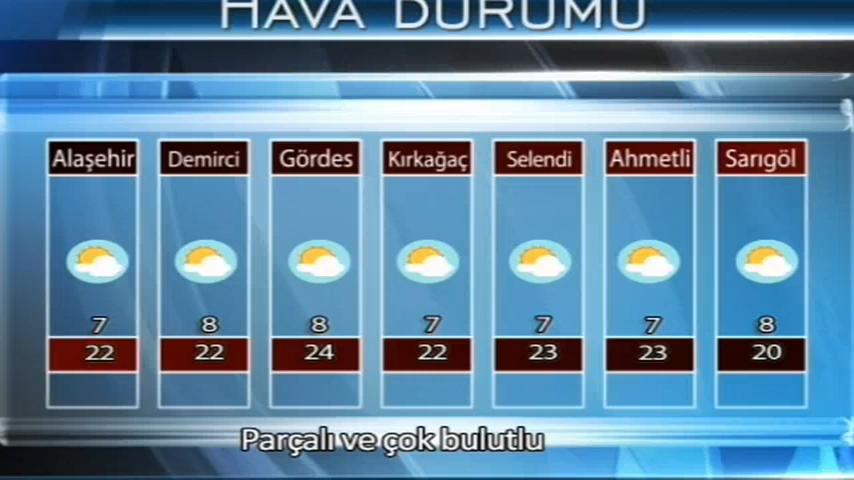 HAVA DURUMU
Alaşehir Demirci Gördes Kırkağaç Selendi Ahmetli Sarıgöl
7 8 8 7 7 7 8
22 22 24 22 23 23 20
Parçalı ve çok bulutlu